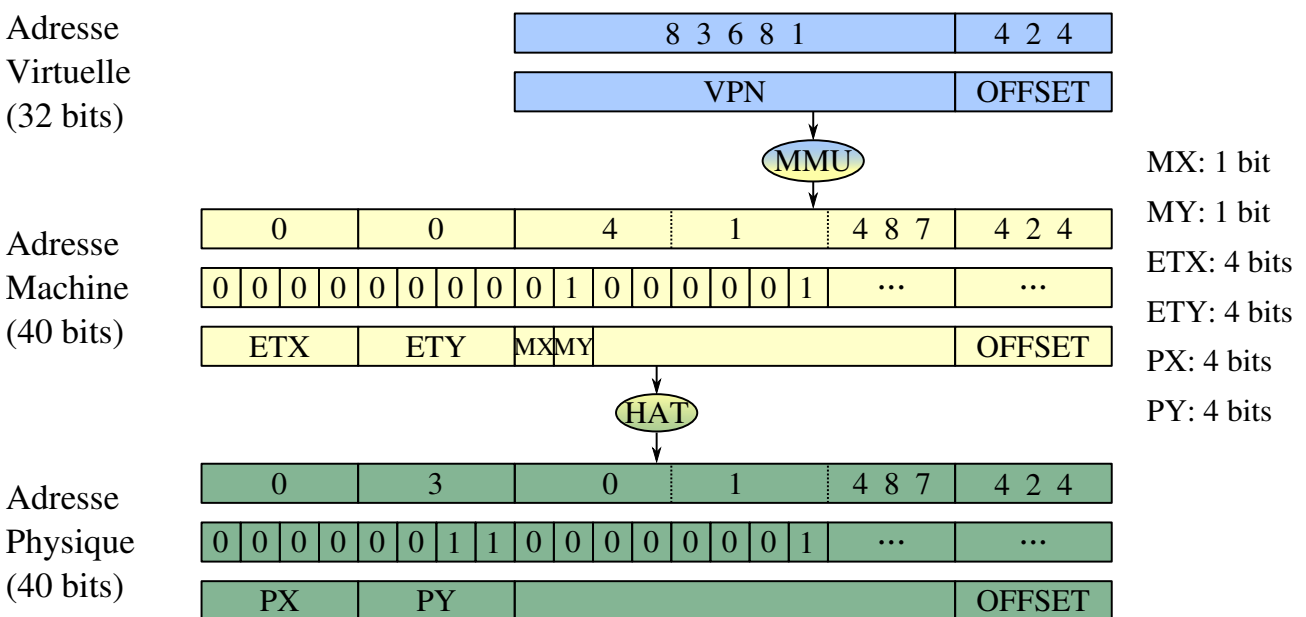 Adresse
Virtuelle
(32 bits)
8 3 6 8 1 4 2 4
VPN OFFSET
MMU
Adresse
Machine
(40 bits)
0 0 4 1 4 8 7 4 2 4
0 0 0 0 0 0 0 0 0 1 0 0 0 0 0 1 ... ...
ETX ETY MX MY OFFSET
HAT
Adresse
Physique
(40 bits)
0 3 0 1 4 8 7 4 2 4
0 0 0 0 0 0 1 1 0 0 0 0 0 0 0 1 ... ...
PX PY OFFSET
MX: 1 bit
MY: 1 bit
ETX: 4 bits
ETY: 4 bits
PX: 4 bits
PY: 4 bits